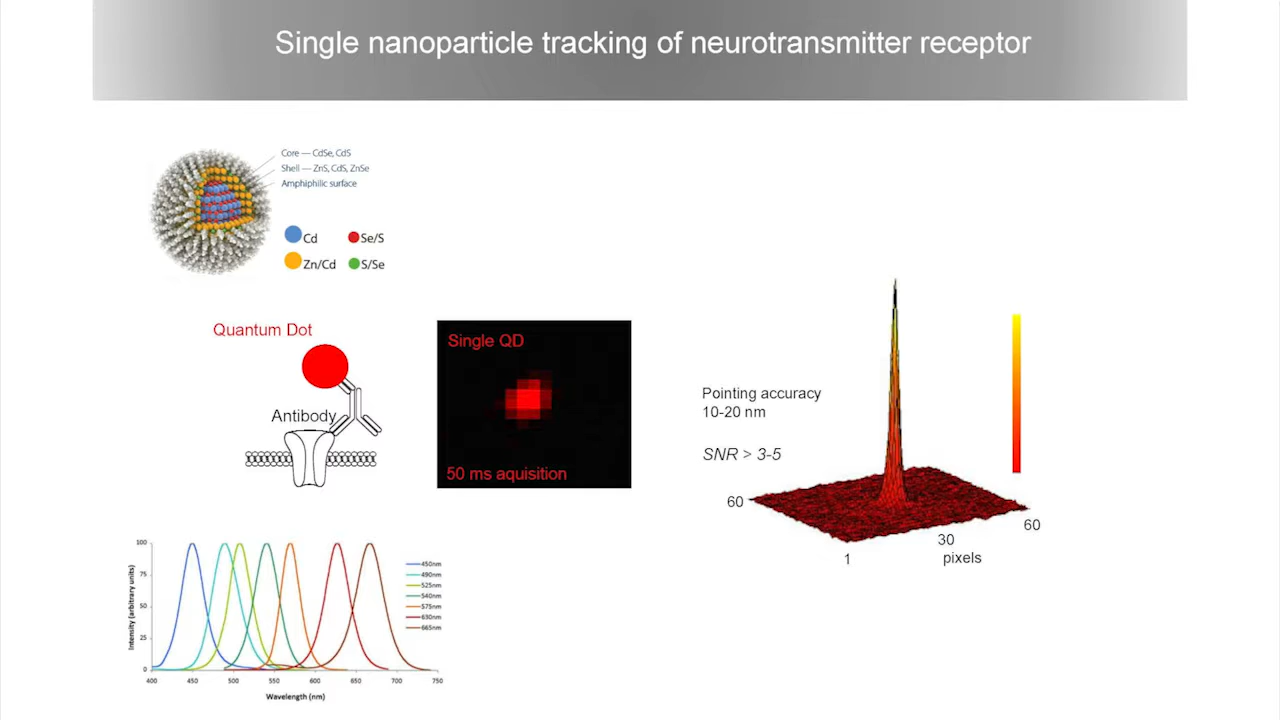 Single nanoparticle tracking of neurotransmitter receptor
Core — CdSe, CdS
Shell — ZnS, CdS, ZnSe
Amphiphilic surface
Cd
Se/S
Zn/Cd
S/Se
Quantum Dot
Antibody
Single QD
50 ms aquisition
Pointing accuracy
10-20 nm
SNR > 3-5
60
1
30
60
pixels
Intensity (arbitrary units)
100
75
50
25
0
400 450 500 550 600 650 700 750
Wavelength (nm)
450nm
490nm
525nm
540nm
575nm
630nm
665nm